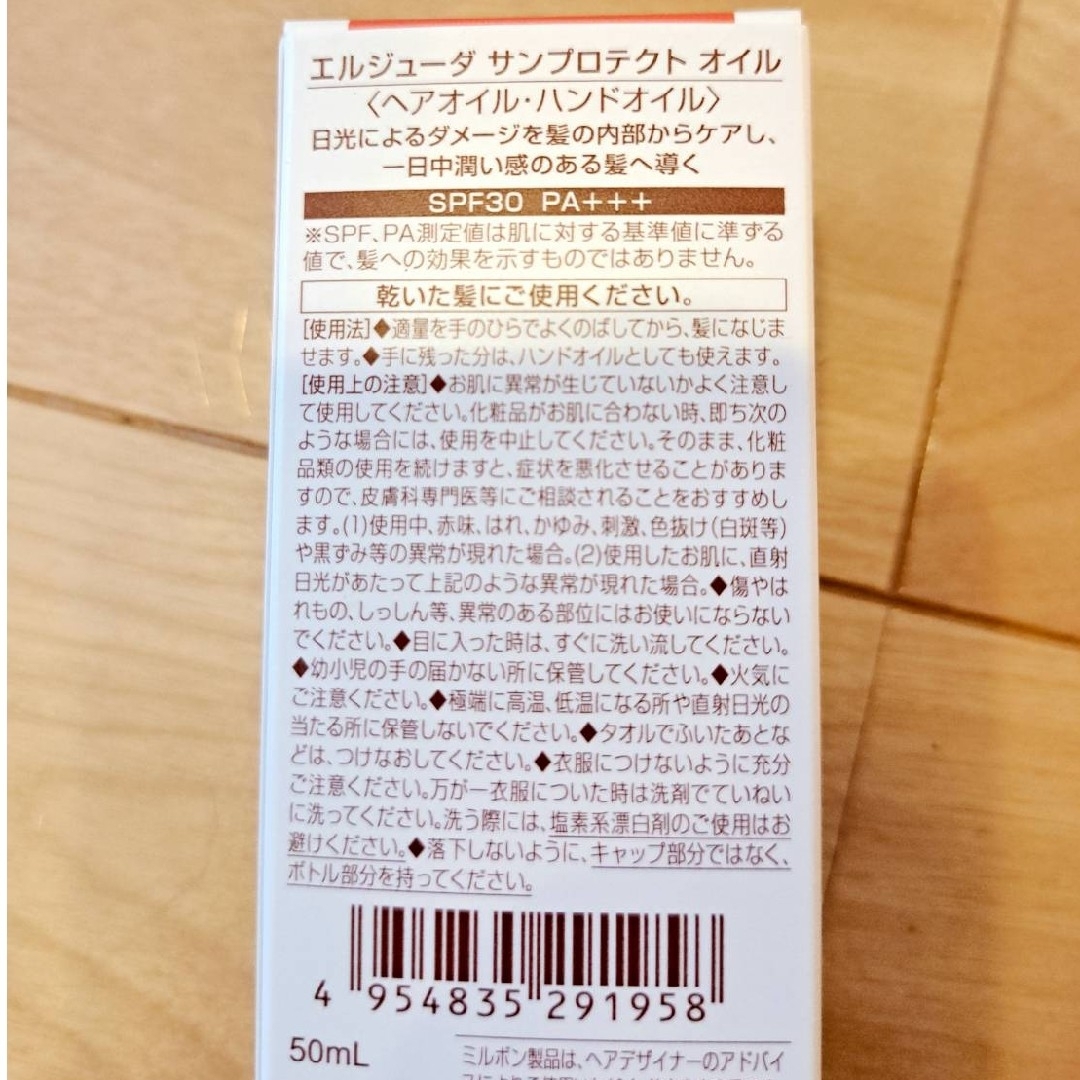 エルジューダ サンプロテクト オイル
〈ヘアオイル・ハンドオイル〉
日光によるダメージを髪の内部からケアし、
一日中潤い感のある髪へ導く
SPF30 PA+++
※SPF、PA測定値は肌に対する基準値に準ずる
値で、髪への効果を示すものではありません。
乾いた髪にご使用ください。
[使用法]◆適量を手のひらでよくのばしてから、髪になじま
せます。◆手に残った分は、ハンドオイルとしても使えます。
[使用上の注意]◆お肌に異常が生じていないかよく注意し
て使用してください。化粧品がお肌に合わない時、即ち次の
ような場合には、使用を中止してください。そのまま、化粧
品類の使用を続けますと、症状を悪化させることがありま
すので、皮膚科専門医等にご相談されることをおすすめし
ます。(1)使用中、赤味、はれ、かゆみ、刺激、色抜け(白斑等)
や黒ずみ等の異常が現れた場合。(2)使用したお肌に、直射
日光があたって上記のような異常が現れた場合。◆傷やは
れもの、しっしん等、異常のある部位にはお使いにならない
でください。◆目に入った時は、すぐに洗い流してください。
◆幼小児の手の届かない所に保管してください。◆火気に
ご注意ください。◆極端に高温、低温になる所や直射日光の
当たる所に保管しないでください。◆タオルでふいたあとな
どは、つけなおしてください。◆衣服につけないように充分
ご注意ください。万が一衣服についた時は洗剤でていねい
に洗ってください。洗う際には、塩素系漂白剤のご使用はお
避けください。◆落下しないように、キャップ部分ではなく、
ボトル部分を持ってください。
4 954835 291958
50mL
ミルボン製品は、ヘアデザイナーのアドバイ